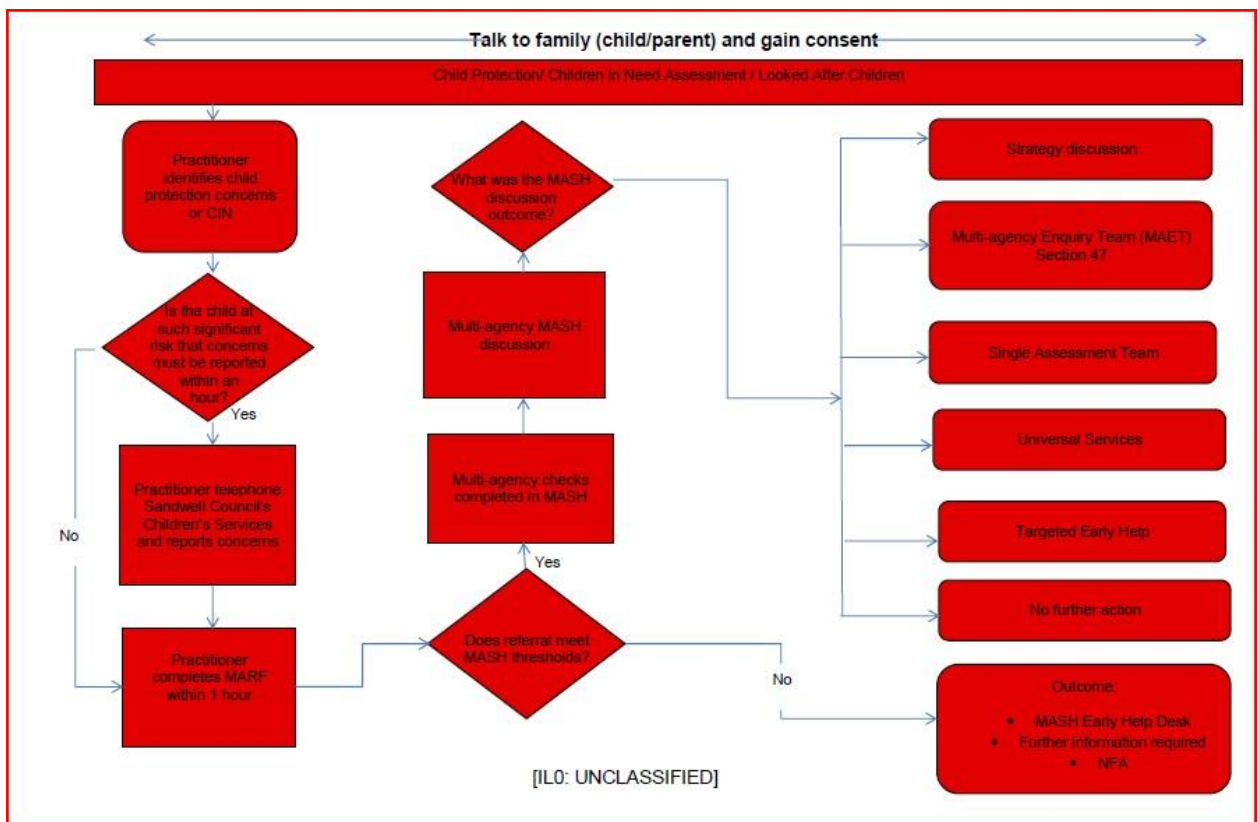 Talk to family (child/parent) and gain consent
Child Protection/ Children in Need Assessment / Looked After Children
Practitioner
identifies child
protection concerns
or CIN
Is the child at
such significant
risk that concerns
must be reported
within an
hour?
Yes
No
Practitioner telephone
Sandwell Council's
Children's Services
and reports concerns
Practitioner
completes MARF
within 1 hour
What was the MASH
discussion
outcome?
Multi-agency MASH
discussion
Multi-agency checks
completed in MASH
Yes
Does referral meet
MASH thresholds?
No
Strategy discussion
Multi-agency Enquiry Team (MAET)
Section 47
Single Assessment Team
Universal Services
Targeted Early Help
No further action
Outcome:
• MASH Early Help Desk
• Further information required
• NFA
[IL0: UNCLASSIFIED]